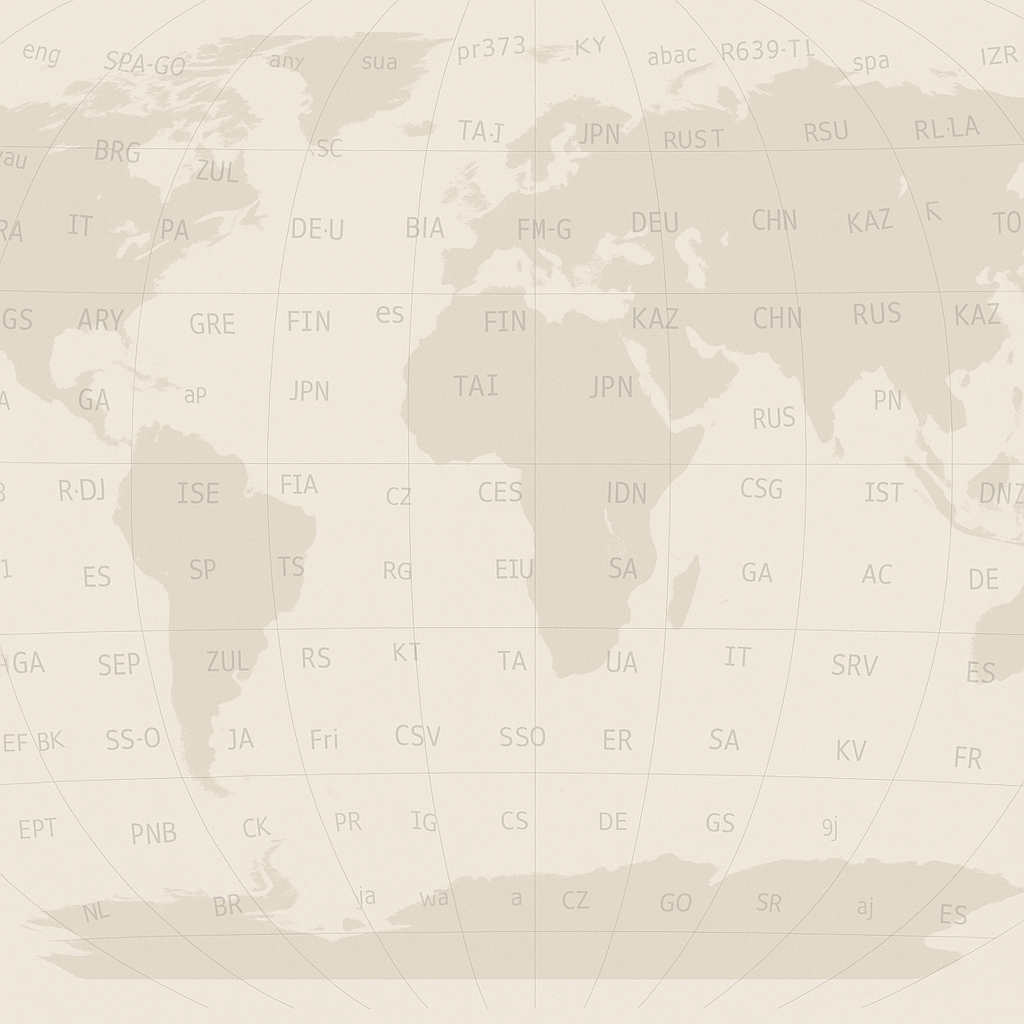 eng SPA-GO any sua pr373 KY abac R639-TL spa IZR
TA·J JPN RUST RSU RL·LA
au BRG ZUL SC
RA IT PA DE·U BIA FM-G DEU CHN KAZ TO
GS ARY GRE FIN es FIN KAZ CHN RUS KAZ
A GA aP JPN TAI JPN RUS PN
R·DJ ISE FIA CZ CES IDN CSG IST DNZ
1 ES SP TS RG EIU SA GA AC DE
GA SEP ZUL RS KT TA UA IT SRV ES
EF BK SS-O JA Fri CSV SSO ER SA KV FR
EPT PNB CK PR IG CS DE GS 9j
NL BR ja wa a CZ GO SR aj ES